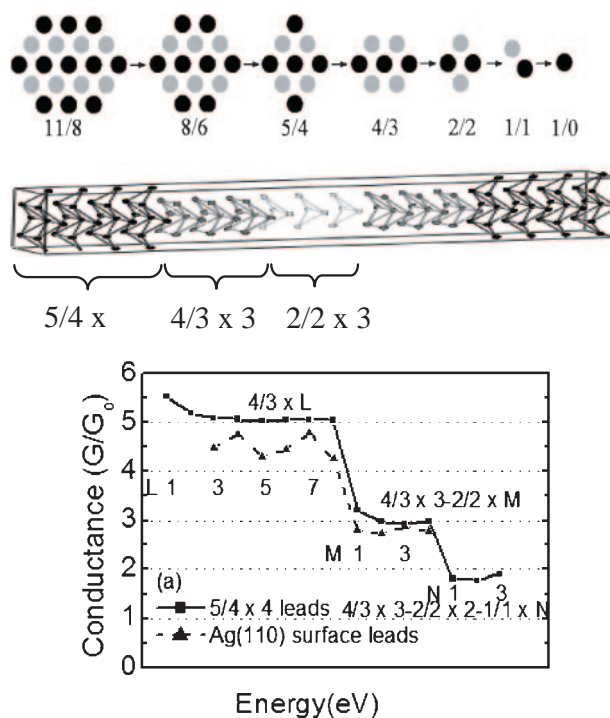 11/8 8/6 5/4 4/3 2/2 1/1 1/0
5/4 x 4/3 x 3 2/2 x 3
6
5
4
3
2
1
0
Conductance (G/G₀)
4/3 x L
L 1 3 5 7
4/3 x 3-2/2 x M
M 1 3
(a) N 1 3
5/4 x 4 leads 4/3 x 3-2/2 x 2-1/1 x N
Ag(110) surface leads
Energy(eV)